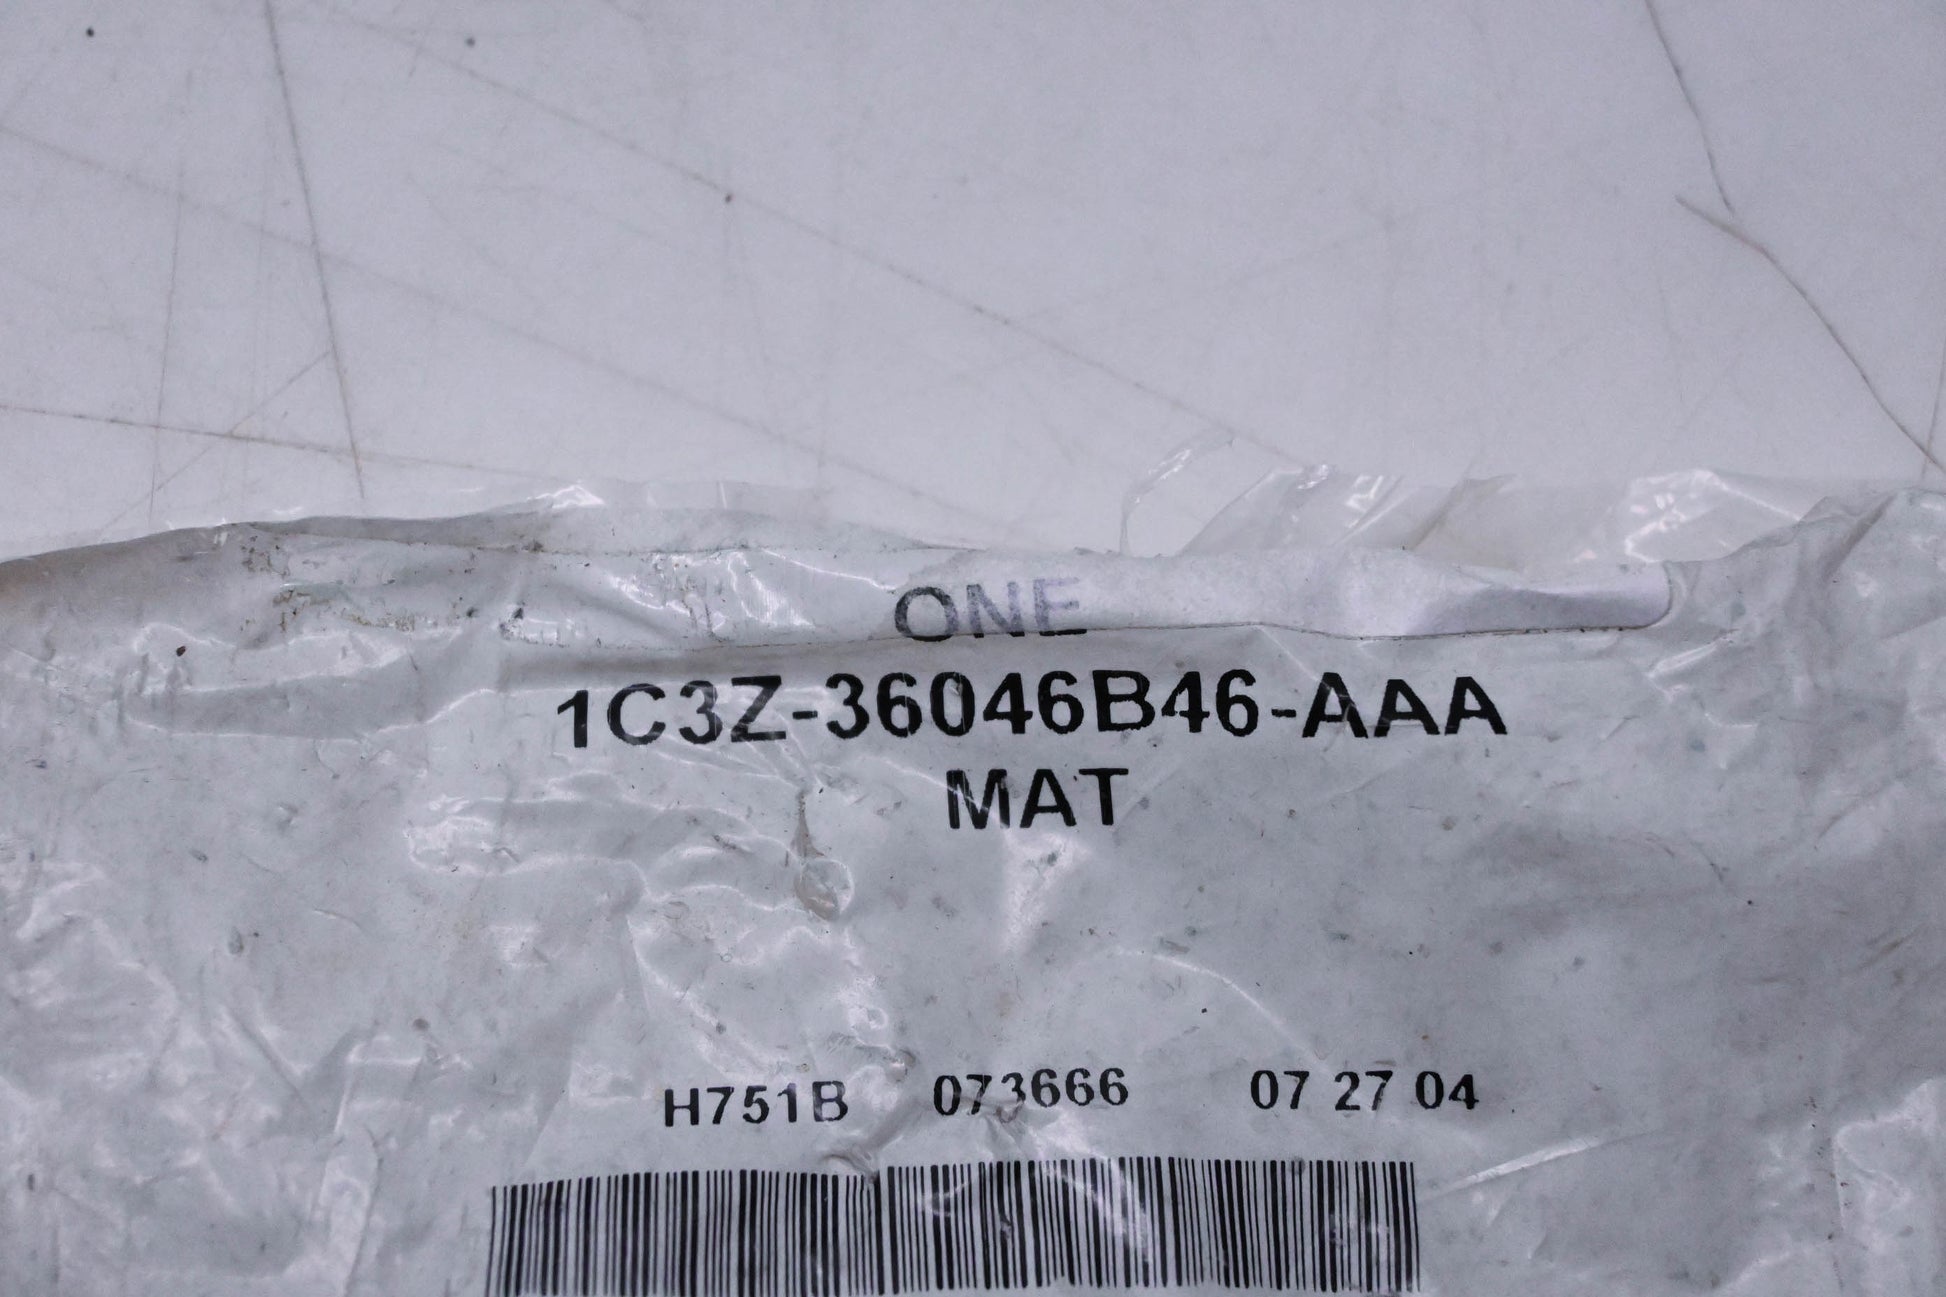 ONE
1C3Z-36046B46-AAA
MAT
H751B 073666 07 27 04